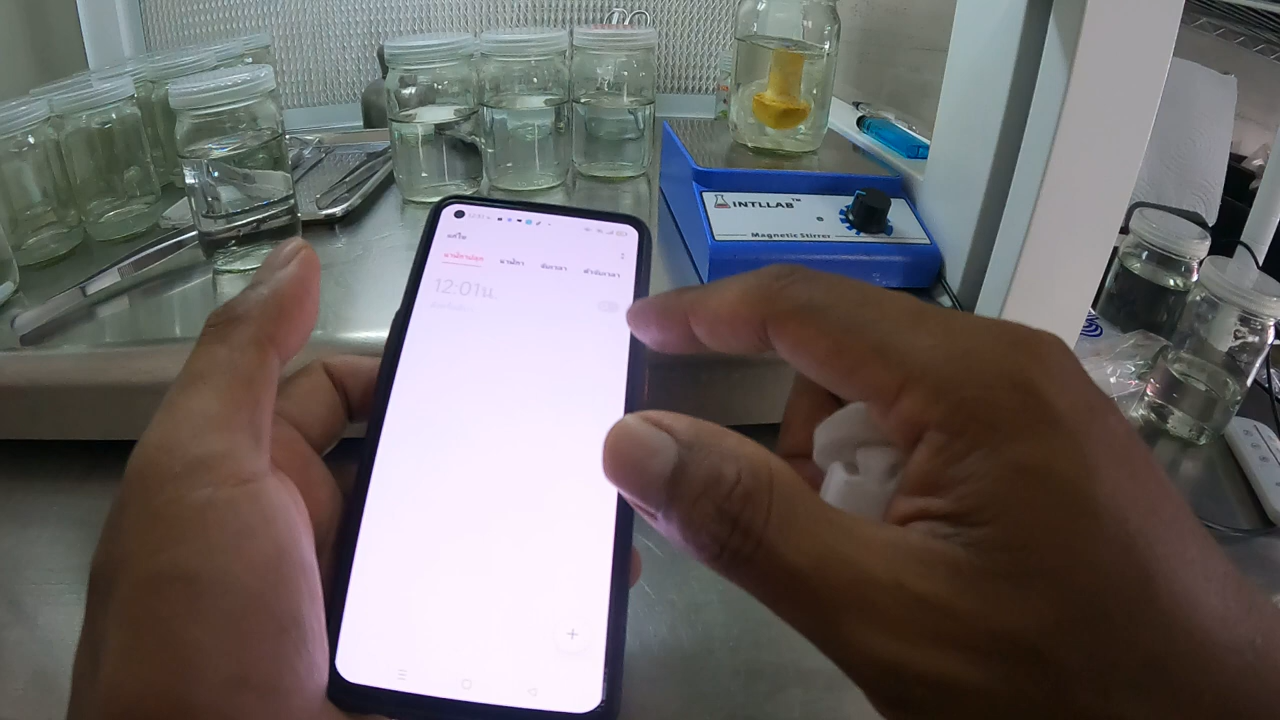 แก้ไข
นาฬิกาปลุก นาฬิกา จับเวลา ตัวจับเวลา
12:01น.
INTLLAB™
Magnetic Stirrer